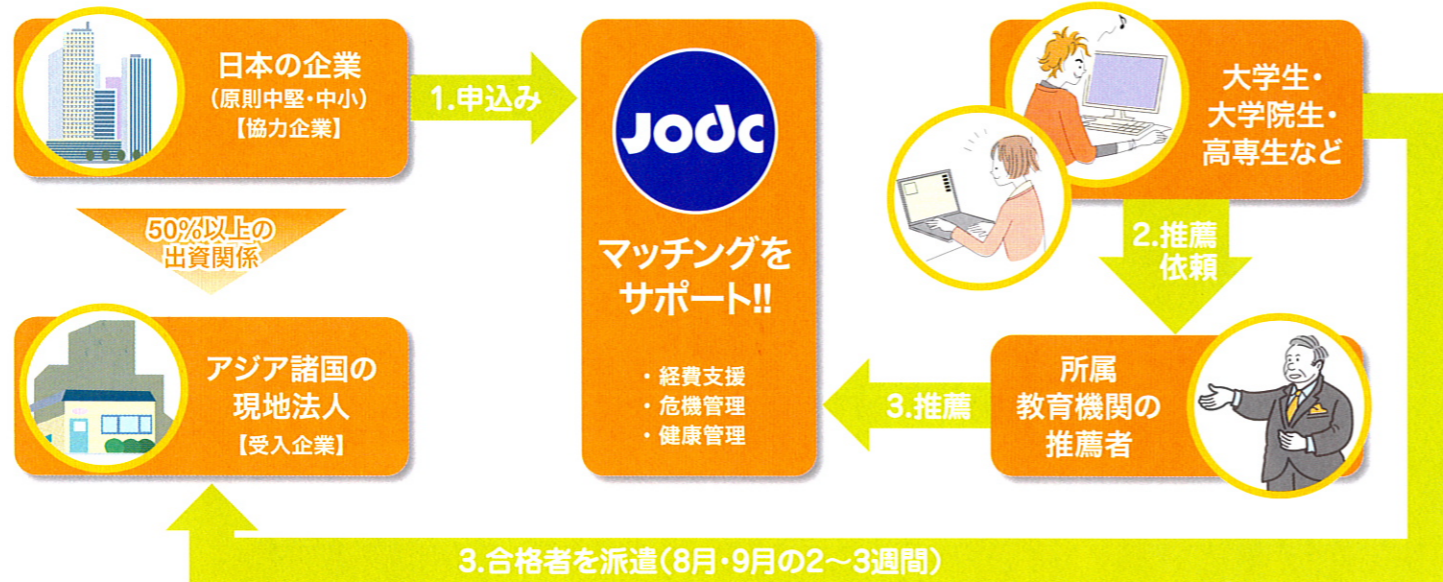 日本の企業
(原則中堅・中小)
【協力企業】
1.申込み
50%以上の
出資関係
アジア諸国の
現地法人
【受入企業】
Jodc
マッチングを
サポート!!
・経費支援
・危機管理
・健康管理
大学生・
大学院生・
高専生など
2.推薦
依頼
所属
教育機関の
推薦者
3.推薦
3.合格者を派遣(8月・9月の2～3週間)